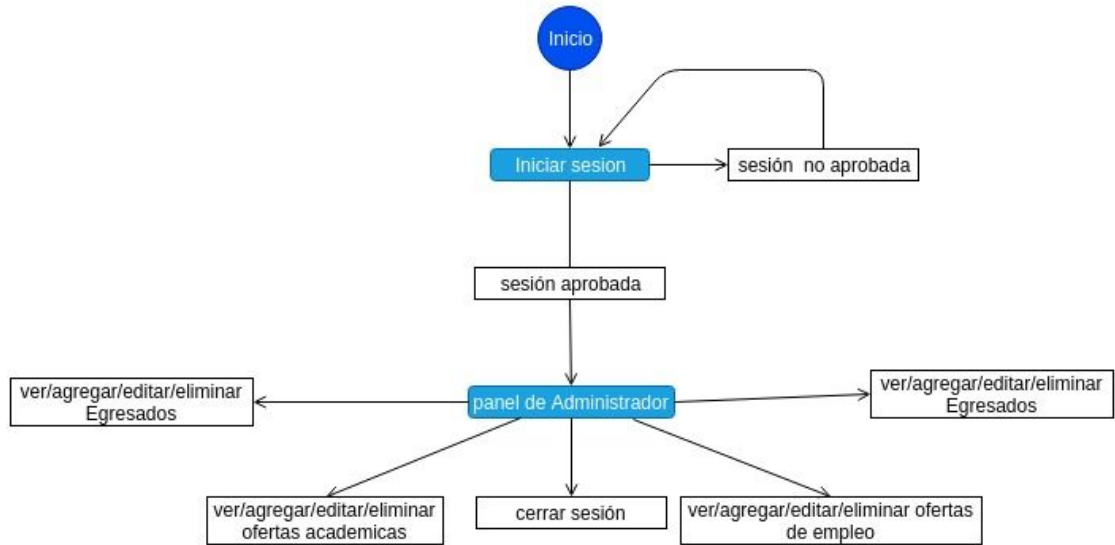 Inicio
Iniciar sesion
sesión no aprobada
sesión aprobada
ver/agregar/editar/eliminar
Egresados
panel de Administrador
ver/agregar/editar/eliminar
Egresados
ver/agregar/editar/eliminar
ofertas academicas
cerrar sesión
ver/agregar/editar/eliminar ofertas
de empleo